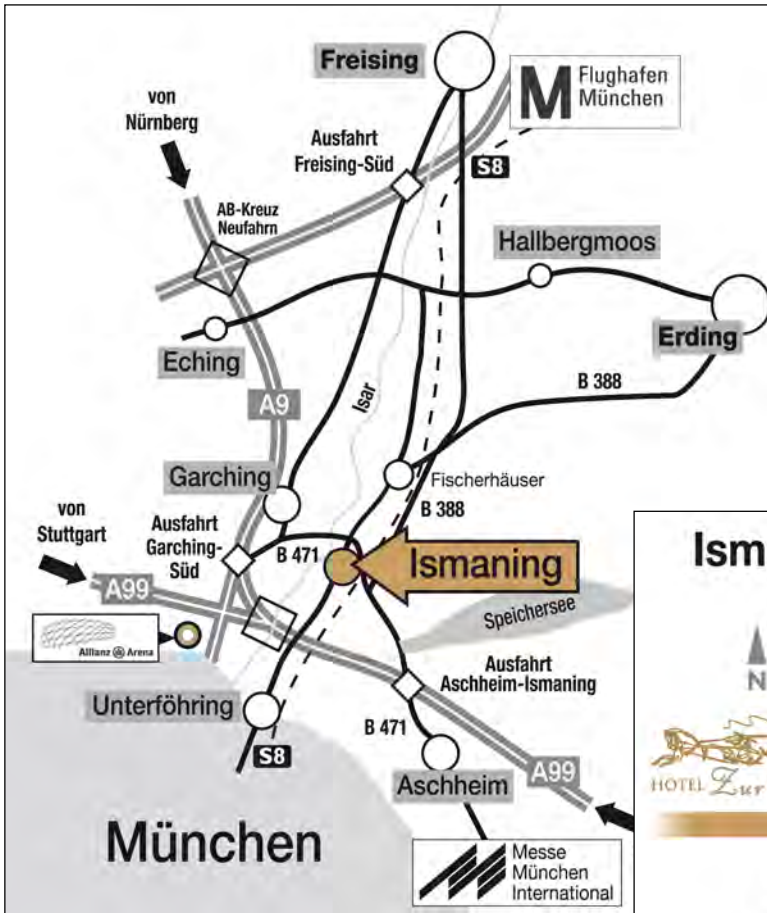 Freising
M Flughafen
München
von
Nürnberg
Ausfahrt
Freising-Süd
S8
AB-Kreuz
Neufahrn
Hallbergmoos
Erding
Eching
B 388
Isar
A9
Garching
Fischerhäuser
von
Stuttgart
Ausfahrt
Garching-
Süd
B 388
B 471
Ismaning
A99
Speichersee
Allianz Arena
Ausfahrt
Aschheim-Ismaning
Unterföhring
B 471
S8
A99
Aschheim
München
Messe
München
International
Ism
N
HOTEL Zur